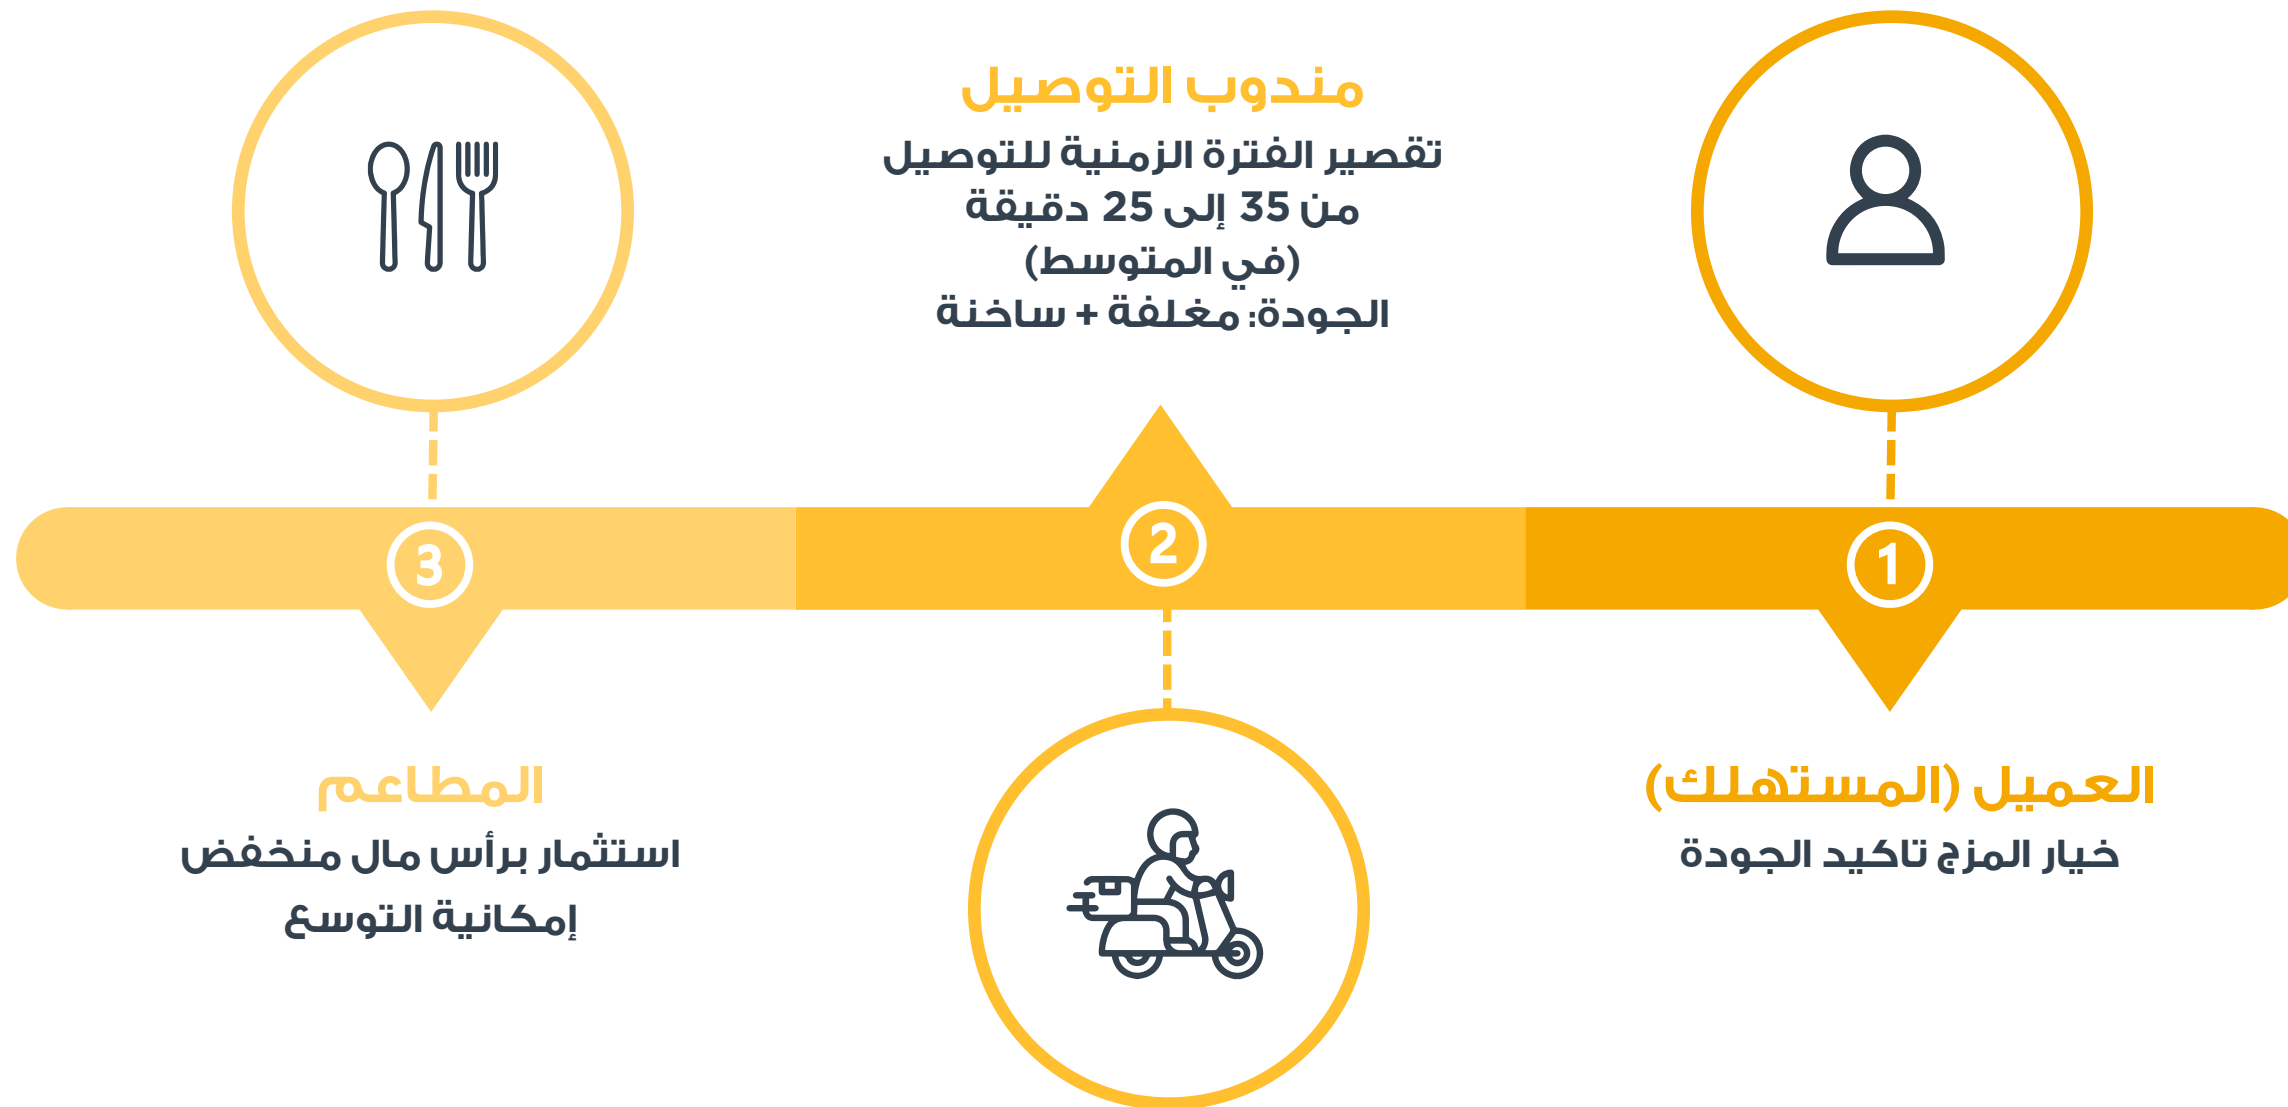 1
العميل (المستهلك)
خيار المزج تاكيد الجودة
2
مندوب التوصيل
تقصير الفترة الزمنية للتوصيل
من 35 إلى 25 دقيقة
(في المتوسط)
الجودة: مغلفة + ساخنة
3
المطاعم
استثمار برأس مال منخفض
إمكانية التوسع